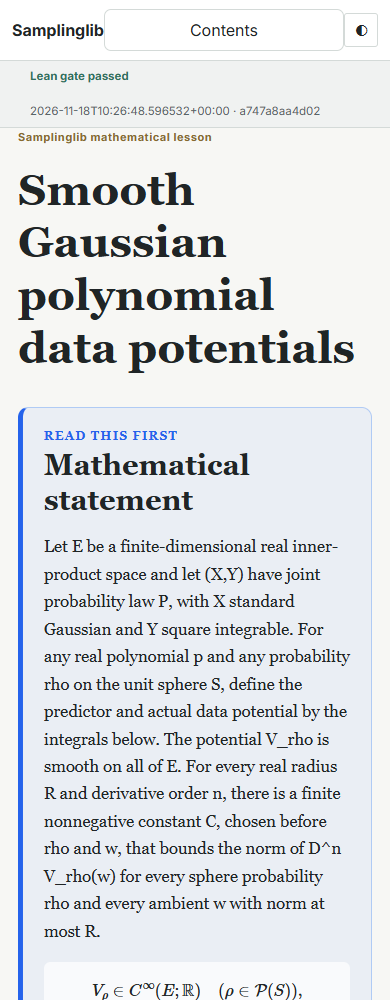 Samplinglib
Contents
Lean gate passed
2026-11-18T10:26:48.596532+00:00 · a747a8aa4d02
Samplinglib mathematical lesson
Smooth
Gaussian
polynomial
data potentials
READ THIS FIRST
Mathematical
statement
Let E be a finite-dimensional real inner-
product space and let (X,Y) have joint
probability law P, with X standard
Gaussian and Y square integrable. For
any real polynomial p and any probability
rho on the unit sphere S, define the
predictor and actual data potential by the
integrals below. The potential V_rho is
smooth on all of E. For every real radius
R and derivative order n, there is a finite
nonnegative constant C, chosen before
rho and w, that bounds the norm of D^n
V_rho(w) for every sphere probability
rho and every ambient w with norm at
most R.
V_ρ ∈ C^∞(E; ℝ) (ρ ∈ 𝒫(S)),